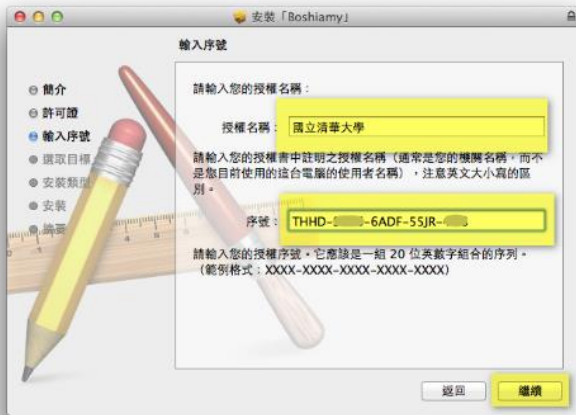 安裝「Boshiamy」
輸入序號
簡介
許可證
輸入序號
選取目標
安裝類型
安裝
摘要
請輸入您的授權名稱：
授權名稱： 國立清華大學
請輸入您的授權書中註明之授權名稱（通常是您的機關名稱，而不
是您目前使用的這台電腦的使用者名稱），注意英文大小寫的區
別。
序號： THHD- -6ADF-55JR-
請輸入您的授權序號。它應該是一組 20 位英數字組合的序列。
（範例格式：XXXX-XXXX-XXXX-XXXX-XXXX）
返回 繼續